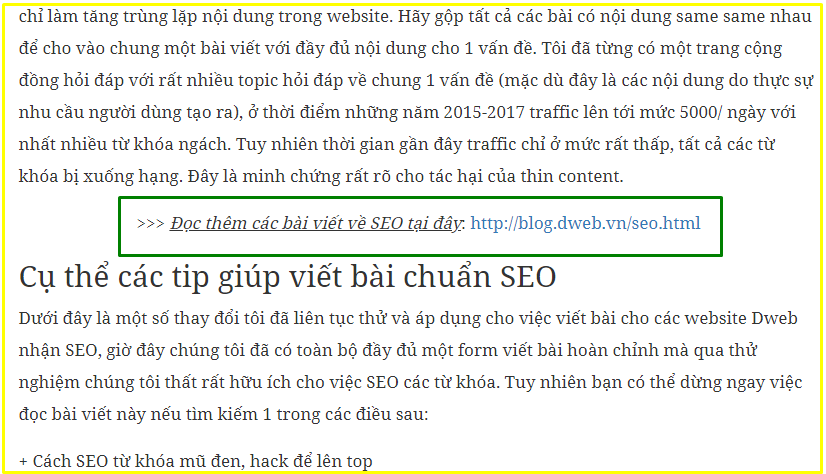 chỉ làm tăng trùng lặp nội dung trong website. Hãy gộp tất cả các bài có nội dung same same nhau
để cho vào chung một bài viết với đầy đủ nội dung cho 1 vấn đề. Tôi đã từng có một trang cộng
đồng hỏi đáp với rất nhiều topic hỏi đáp về chung 1 vấn đề (mặc dù đây là các nội dung do thực sự
nhu cầu người dùng tạo ra), ở thời điểm những năm 2015-2017 traffic lên tới mức 5000/ ngày với
nhất nhiều từ khóa ngách. Tuy nhiên thời gian gần đây traffic chỉ ở mức rất thấp, tất cả các từ
khóa bị xuống hạng. Đây là minh chứng rất rõ cho tác hại của thin content.
>>> Đọc thêm các bài viết về SEO tại đây: http://blog.dweb.vn/seo.html
Cụ thể các tip giúp viết bài chuẩn SEO
Dưới đây là một số thay đổi tôi đã liên tục thử và áp dụng cho việc viết bài cho các website Dweb
nhận SEO, giờ đây chúng tôi đã có toàn bộ đầy đủ một form viết bài hoàn chỉnh mà qua thử
nghiệm chúng tôi thất rất hữu ích cho việc SEO các từ khóa. Tuy nhiên bạn có thể dừng ngay việc
đọc bài viết này nếu tìm kiếm 1 trong các điều sau:
+ Cách SEO từ khóa mũ đen, hack để lên top